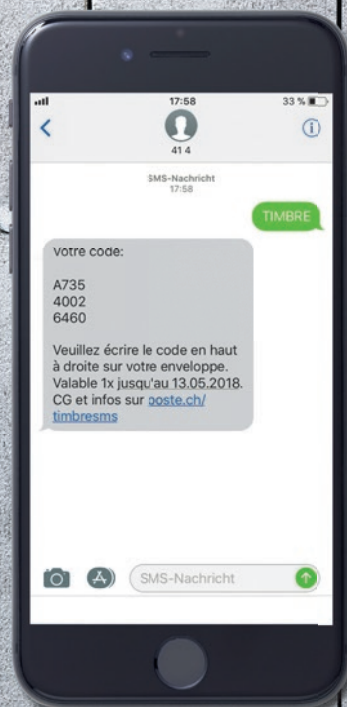 17:58
33 %
41 4
SMS-Nachricht
17:58
TIMBRE
Votre code:
A735
4002
6460
Veuillez écrire le code en haut
à droite sur votre enveloppe.
Valable 1x jusqu'au 13.05.2018.
CG et infos sur poste.ch/
timbresms
SMS-Nachricht